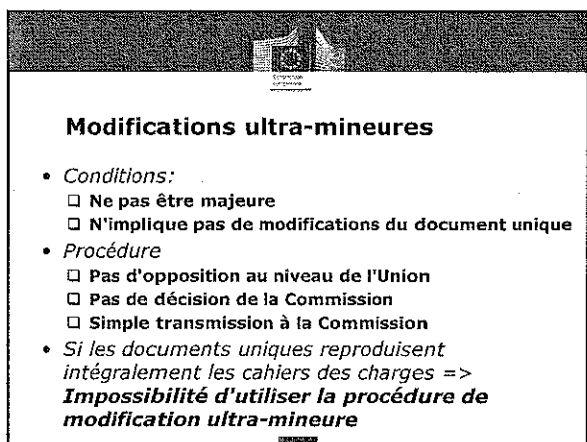 Modifications ultra-mineures
• Conditions:
❑ Ne pas être majeure
❑ N'implique pas de modifications du document unique
• Procédure
❑ Pas d'opposition au niveau de l'Union
❑ Pas de décision de la Commission
❑ Simple transmission à la Commission
• Si les documents uniques reproduisent
intégralement les cahiers des charges =>
Impossibilité d'utiliser la procédure de
modification ultra-mineure